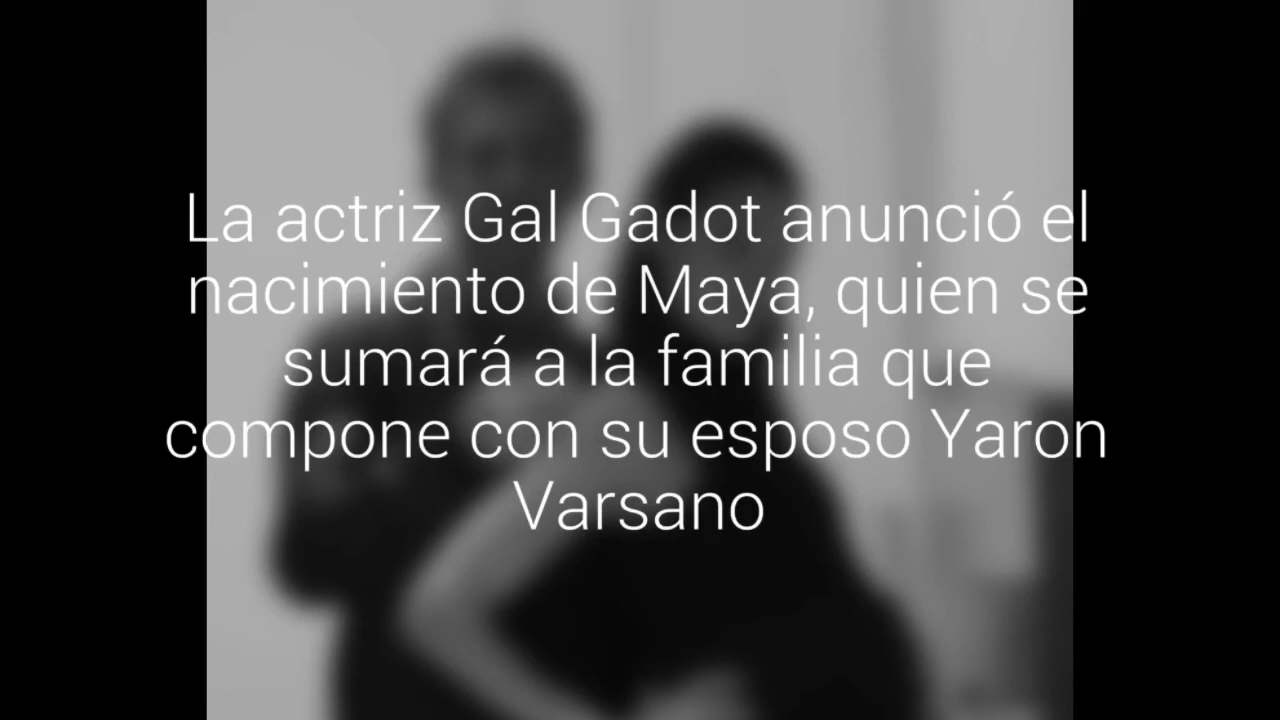 La actriz Gal Gadot anunció el
nacimiento de Maya, quien se
sumará a la familia que
compone con su esposo Yaron
Varsano